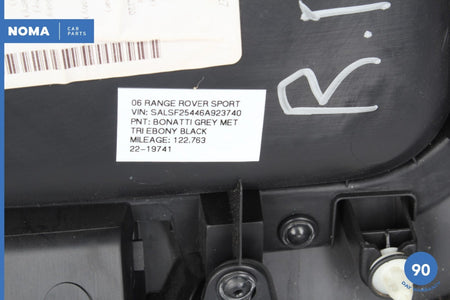 NOMA CAR
PARTS
06 RANGE ROVER SPORT
VIN: SALSF25446A923740
PNT: BONATTI GREY MET
TRI EBONY BLACK
MILEAGE: 122,763
22-19741
R.r
90